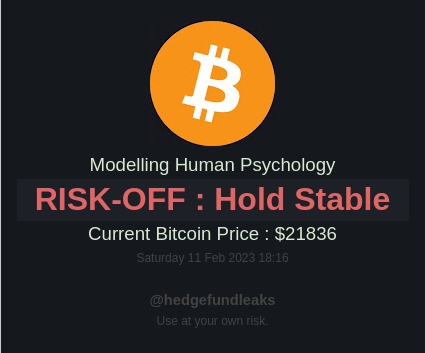 Modelling Human Psychology
RISK-OFF : Hold Stable
Current Bitcoin Price : $21836
Saturday 11 Feb 2023 18:16
@hedgefundleaks
Use at your own risk.